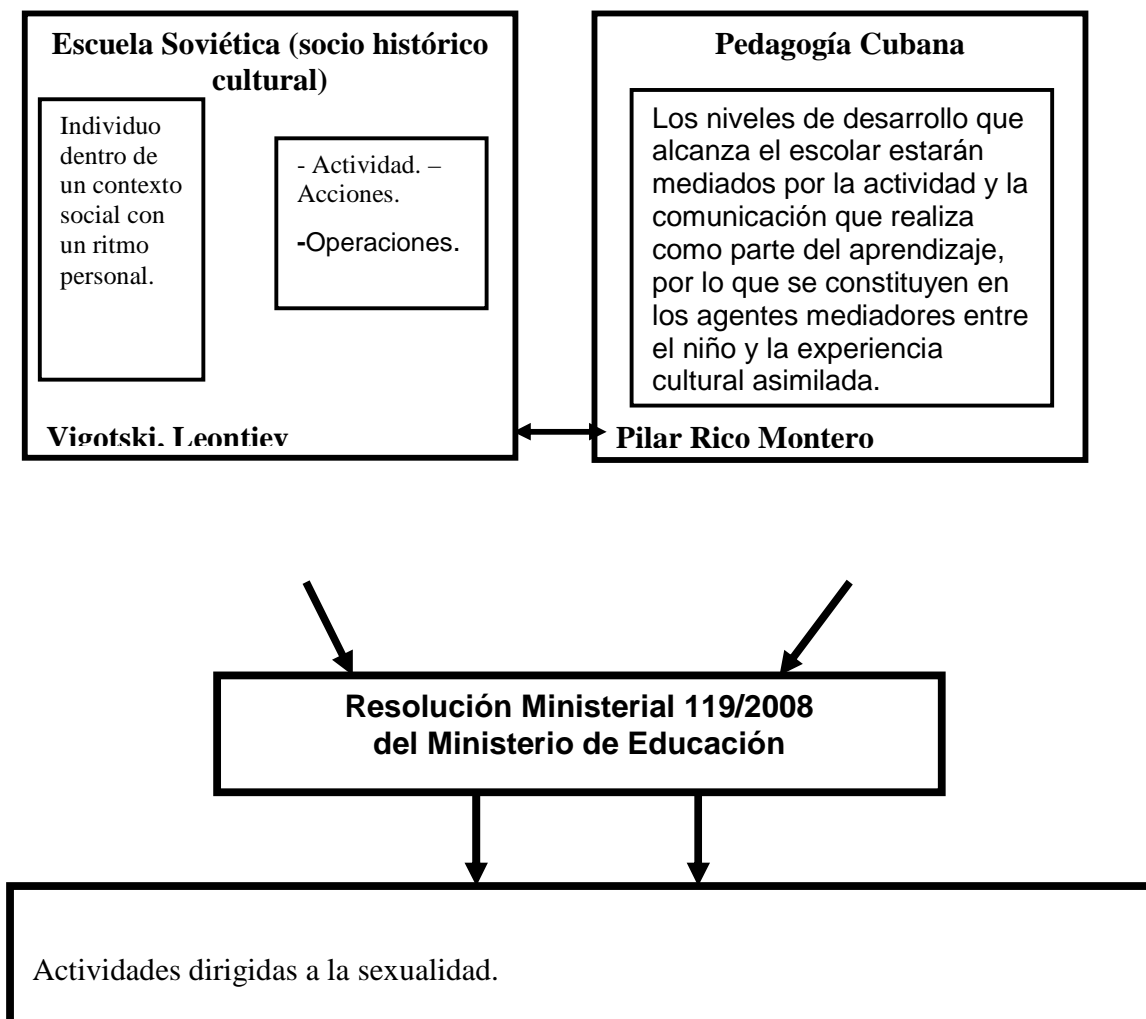 Escuela Soviética (socio histórico
cultural)
Individuo
dentro de
un contexto
social con
un ritmo
personal.
- Actividad. –
Acciones.
-Operaciones.
Vigotski, Leontiev
Pedagogía Cubana
Los niveles de desarrollo que
alcanza el escolar estarán
mediados por la actividad y la
comunicación que realiza
como parte del aprendizaje,
por lo que se constituyen en
los agentes mediadores entre
el niño y la experiencia
cultural asimilada.
Pilar Rico Montero
Resolución Ministerial 119/2008
del Ministerio de Educación
Actividades dirigidas a la sexualidad.